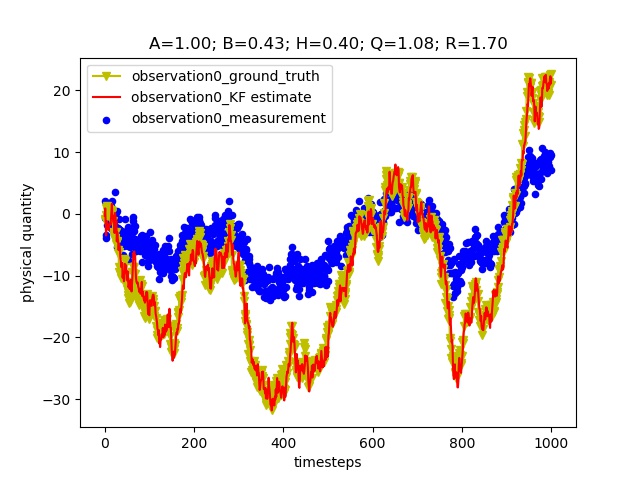 A=1.00; B=0.43; H=0.40; Q=1.08; R=1.70
observation0_ground_truth
observation0_KF estimate
observation0_measurement
physical quantity
20
10
0
−10
−20
−30
0 200 400 600 800 1000
timesteps